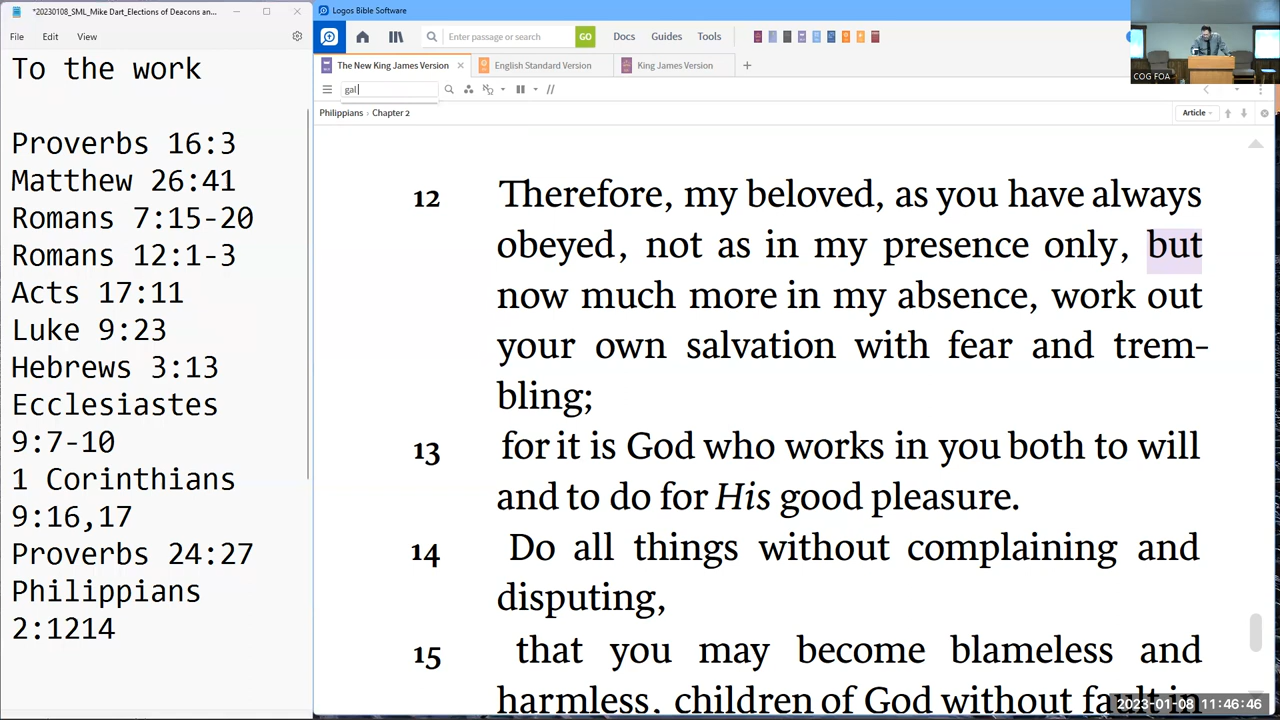 *20230108_SML_Mike Dart_Elections of Deacons an...
File Edit View
To the work
Proverbs 16:3
Matthew 26:41
Romans 7:15-20
Romans 12:1-3
Acts 17:11
Luke 9:23
Hebrews 3:13
Ecclesiastes
9:7-10
1 Corinthians
9:16,17
Proverbs 24:27
Philippians
2:1214
Logos Bible Software
Enter passage or search GO Docs Guides Tools
The New King James Version English Standard Version King James Version
gal
Philippians › Chapter 2 Article
12 Therefore, my beloved, as you have always
obeyed, not as in my presence only, but
now much more in my absence, work out
your own salvation with fear and trem-
bling;
13 for it is God who works in you both to will
and to do for His good pleasure.
14 Do all things without complaining and
disputing,
15 that you may become blameless and
harmless, children of God without fault in
COG FOA
2023-01-08 11:46:46